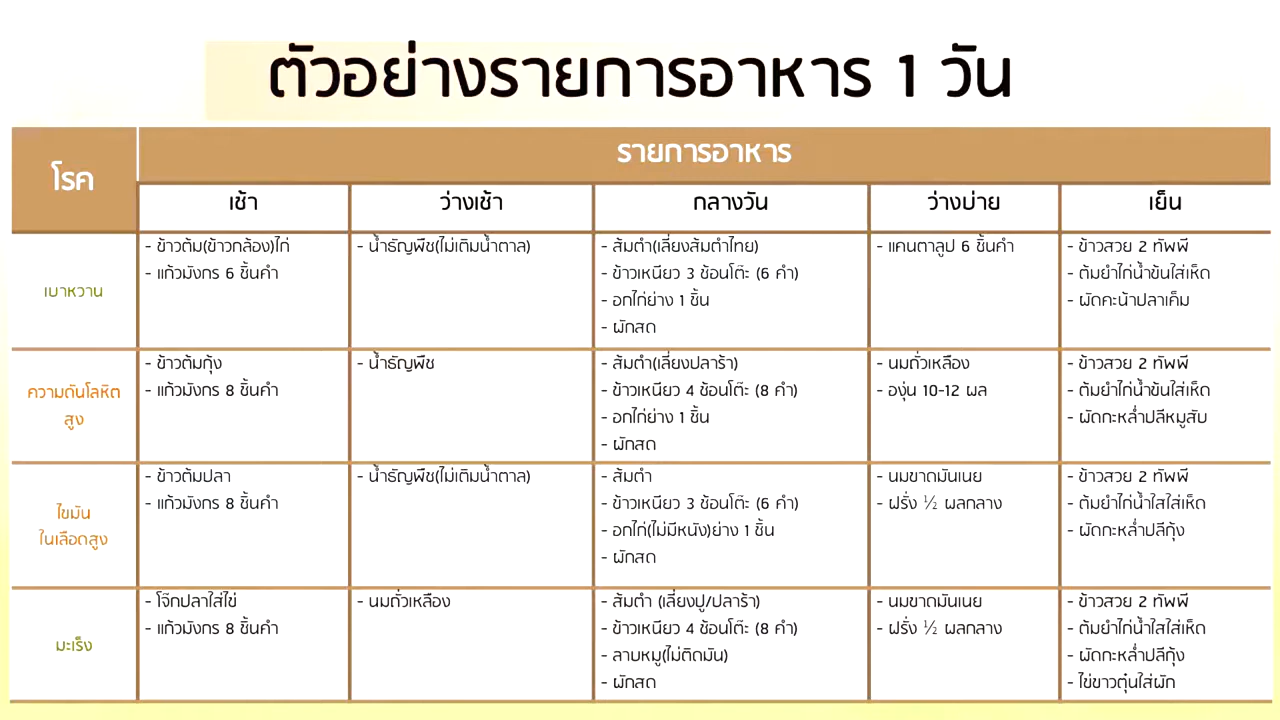 ตัวอย่างรายการอาหาร 1 วัน
โรค
รายการอาหาร
เช้า
ว่างเช้า
กลางวัน
ว่างบ่าย
เย็น
เบาหวาน
- ข้าวต้ม(ข้าวกล้อง)ไก่
- แก้วมังกร 6 ชิ้นคำ
- น้ำธัญพืช(ไม่เติมน้ำตาล)
- ส้มตำ(เลี่ยงส้มตำไทย)
- ข้าวเหนียว 3 ช้อนโต๊ะ (6 คำ)
- อกไก่ย่าง 1 ชิ้น
- ผักสด
- แคนตาลูป 6 ชิ้นคำ
- ข้าวสวย 2 ทัพพี
- ต้มยำไก่น้ำข้นใส่เห็ด
- ผัดคะน้าปลาเค็ม
ความดันโลหิต
สูง
- ข้าวต้มกุ้ง
- แก้วมังกร 8 ชิ้นคำ
- น้ำธัญพืช
- ส้มตำ(เลี่ยงปลาร้า)
- ข้าวเหนียว 4 ช้อนโต๊ะ (8 คำ)
- อกไก่ย่าง 1 ชิ้น
- ผักสด
- นมถั่วเหลือง
- องุ่น 10-12 ผล
- ข้าวสวย 2 ทัพพี
- ต้มยำไก่น้ำข้นใส่เห็ด
- ผัดกะหล่ำปลีหมูสับ
ไขมัน
ในเลือดสูง
- ข้าวต้มปลา
- แก้วมังกร 8 ชิ้นคำ
- น้ำธัญพืช(ไม่เติมน้ำตาล)
- ส้มตำ
- ข้าวเหนียว 3 ช้อนโต๊ะ (6 คำ)
- อกไก่(ไม่มีหนัง)ย่าง 1 ชิ้น
- ผักสด
- นมขาดมันเนย
- ฝรั่ง ½ ผลกลาง
- ข้าวสวย 2 ทัพพี
- ต้มยำไก่น้ำใสใส่เห็ด
- ผัดกะหล่ำปลีกุ้ง
มะเร็ง
- โจ๊กปลาใส่ไข่
- แก้วมังกร 8 ชิ้นคำ
- นมถั่วเหลือง
- ส้มตำ (เลี่ยงปู/ปลาร้า)
- ข้าวเหนียว 4 ช้อนโต๊ะ (8 คำ)
- ลาบหมู(ไม่ติดมัน)
- ผักสด
- นมขาดมันเนย
- ฝรั่ง ½ ผลกลาง
- ข้าวสวย 2 ทัพพี
- ต้มยำไก่น้ำใสใส่เห็ด
- ผัดกะหล่ำปลีกุ้ง
- ไข่ขาวตุ๋นใส่ผัก